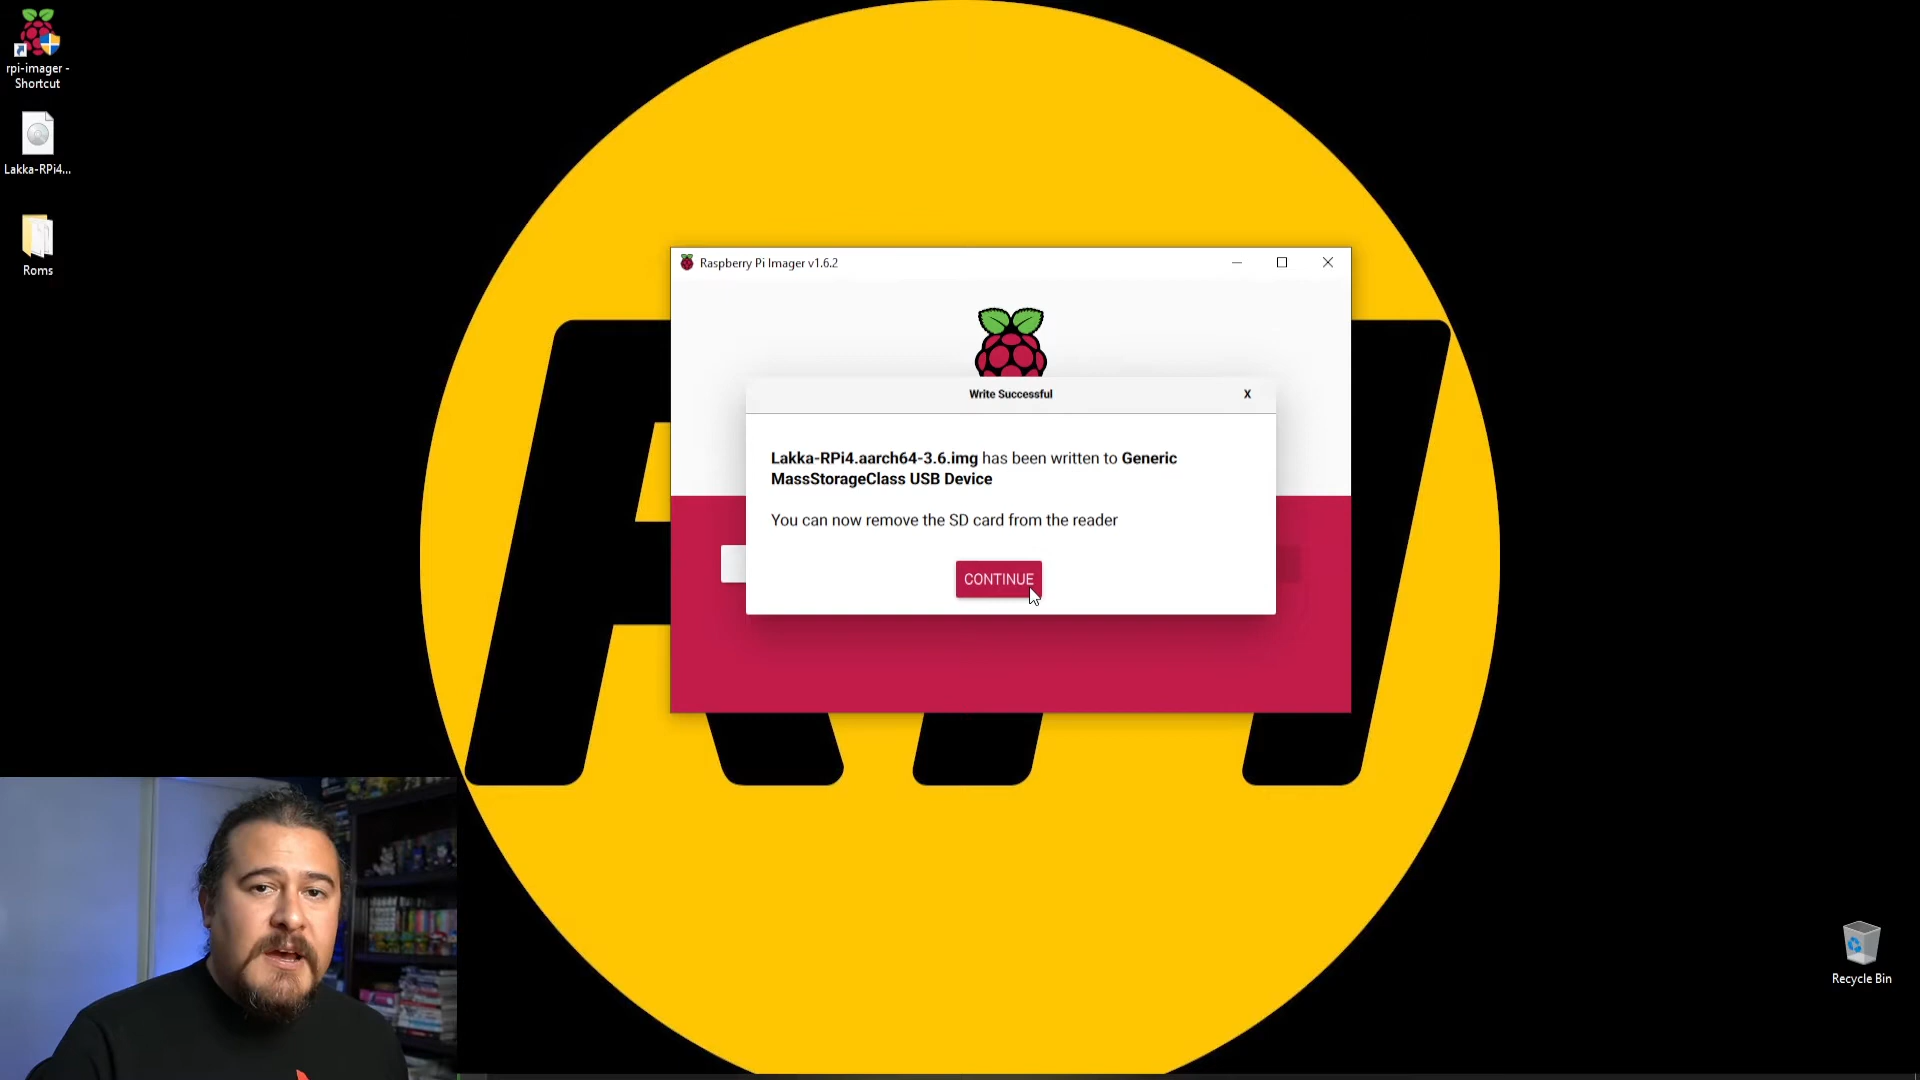 rpi-imager -
Shortcut
Lakka-RPi4...
Roms
Raspberry Pi Imager v1.6.2
Write Successful
X
Lakka-RPi4.aarch64-3.6.img has been written to Generic
MassStorageClass USB Device
You can now remove the SD card from the reader
CONTINUE
Recycle Bin